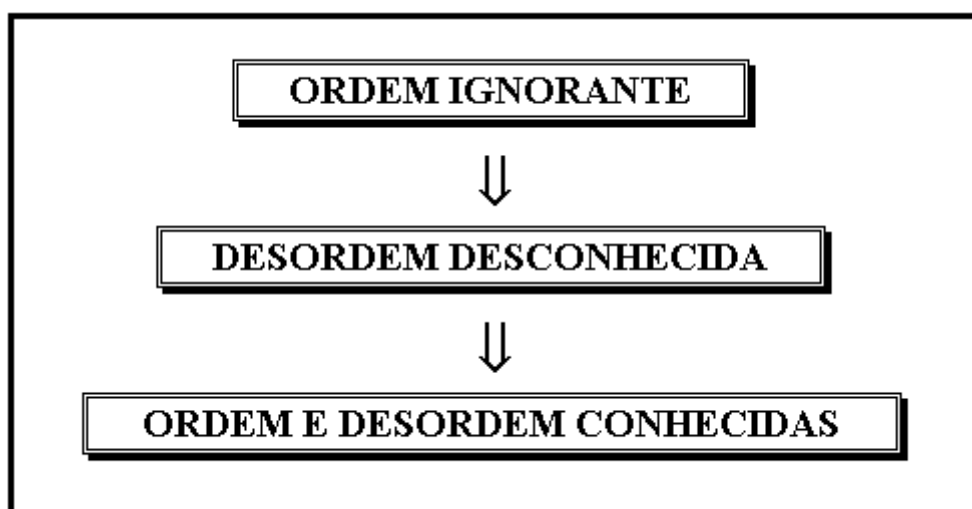 ORDEM IGNORANTE
DESORDEM DESCONHECIDA
ORDEM E DESORDEM CONHECIDAS